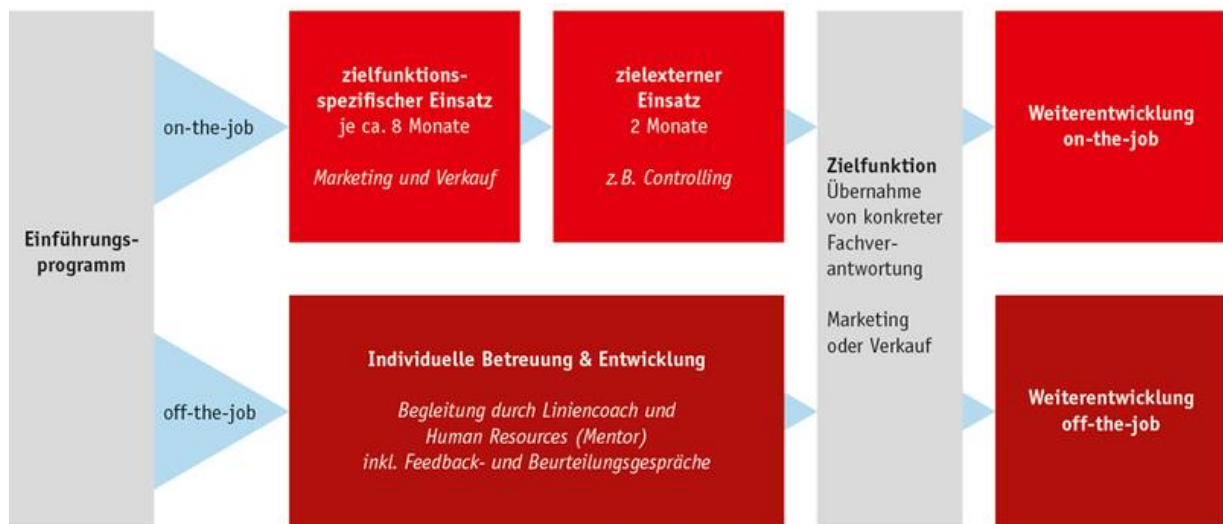 Einführungs-
programm
on-the-job
zielfunktions-
spezifischer Einsatz
je ca. 8 Monate
Marketing und Verkauf
zielexterner
Einsatz
2 Monate
z.B. Controlling
off-the-job
Individuelle Betreuung & Entwicklung
Begleitung durch Liniencoach und
Human Resources (Mentor)
inkl. Feedback- und Beurteilungsgespräche
Zielfunktion
Übernahme
von konkreter
Fachver-
antwortung
Marketing
oder Verkauf
Weiterentwicklung
on-the-job
Weiterentwicklung
off-the-job